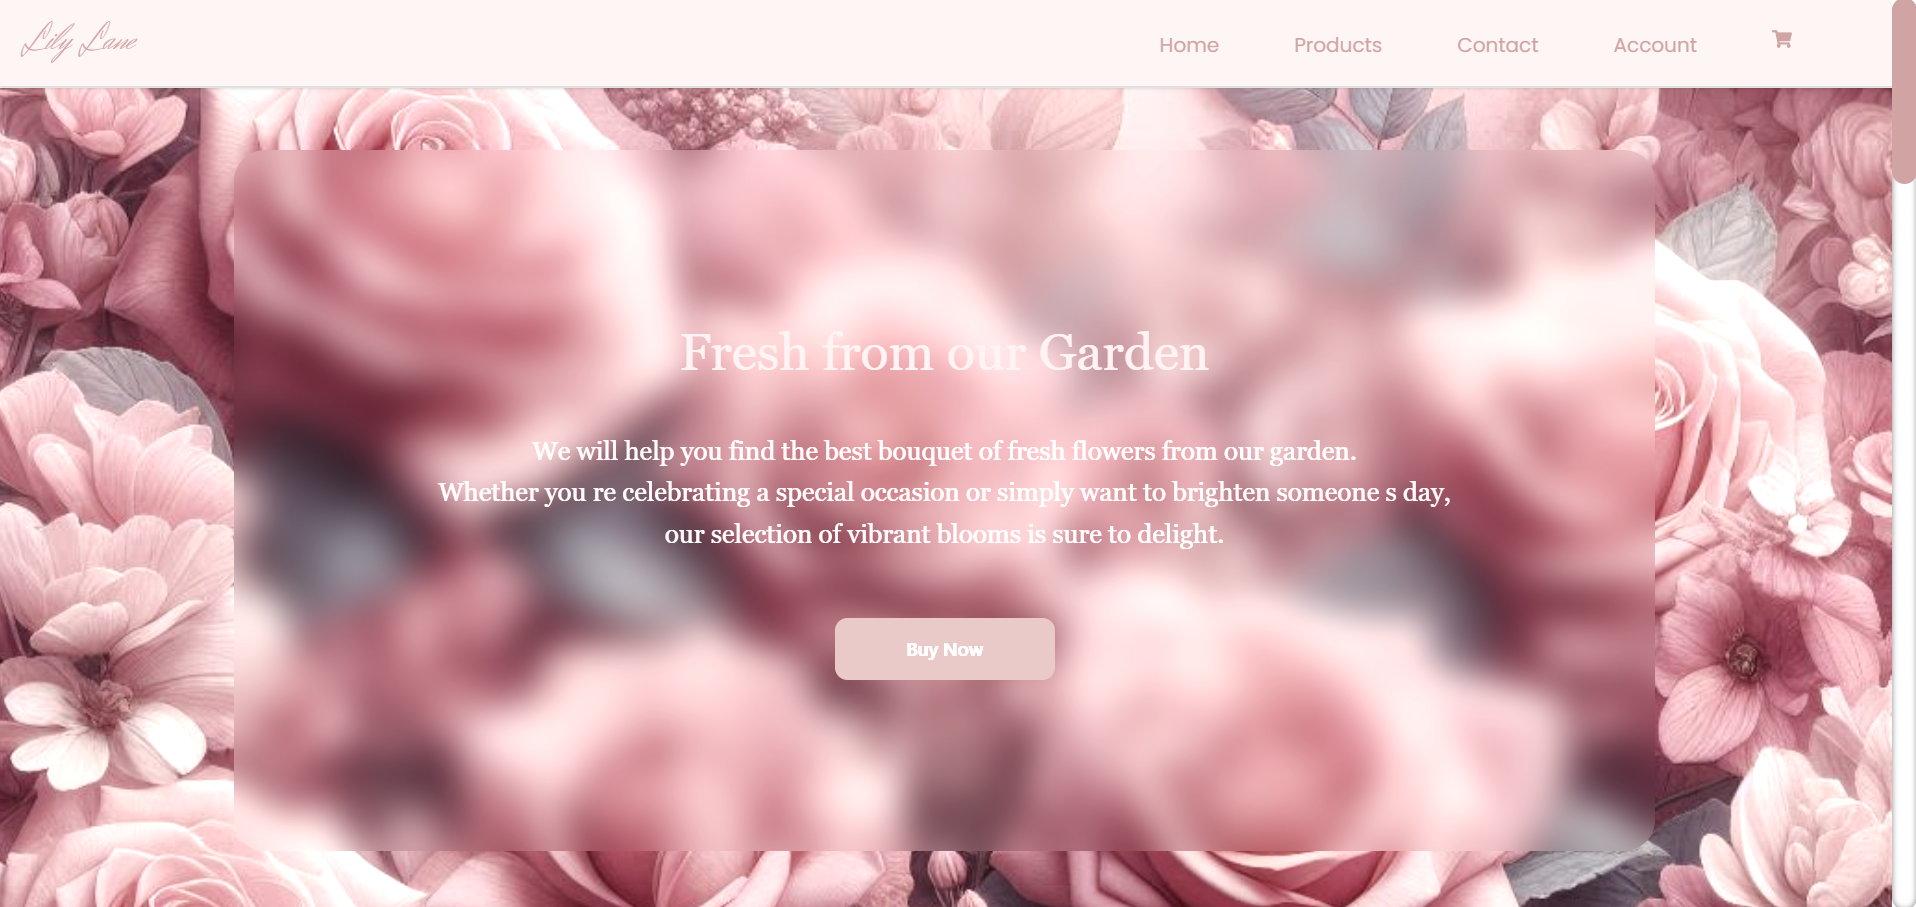 Lily Lane
Home Products Contact Account
Fresh from our Garden
We will help you find the best bouquet of fresh flowers from our garden.
Whether you re celebrating a special occasion or simply want to brighten someone s day,
our selection of vibrant blooms is sure to delight.
Buy Now